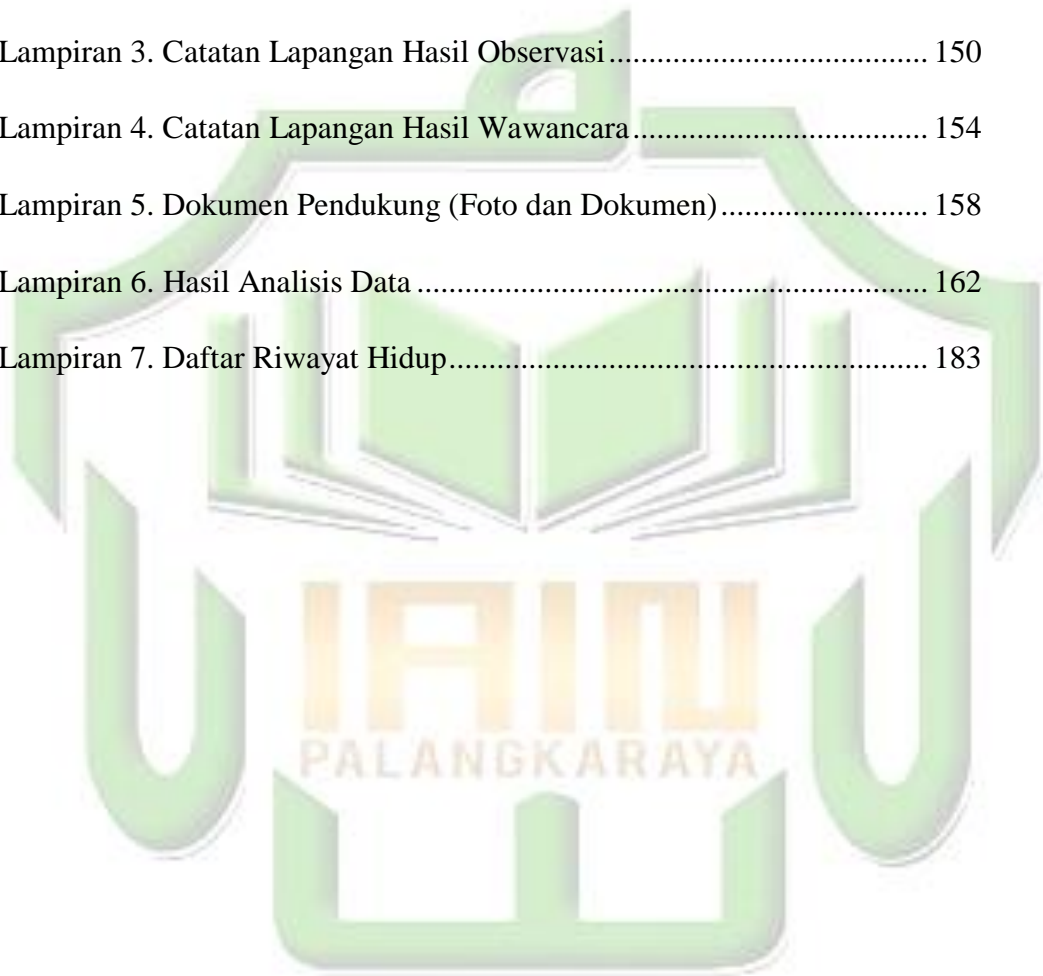 Lampiran 3. Catatan Lapangan Hasil Observasi....................................... 150
Lampiran 4. Catatan Lapangan Hasil Wawancara.................................... 154
Lampiran 5. Dokumen Pendukung (Foto dan Dokumen)......................... 158
Lampiran 6. Hasil Analisis Data............................................................... 162
Lampiran 7. Daftar Riwayat Hidup........................................................... 183
IAIN
PALANGKARAYA